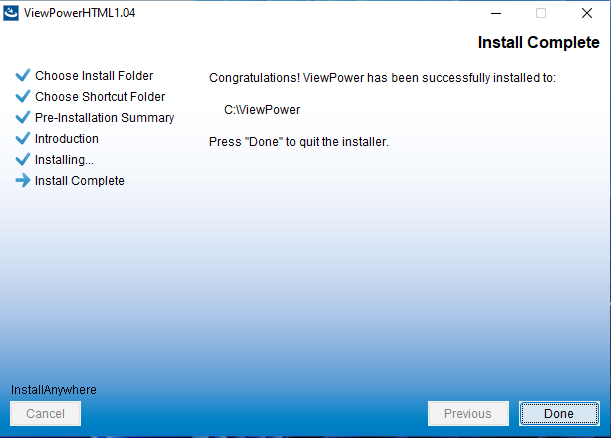 ViewPowerHTML1.04
Install Complete
Choose Install Folder
Choose Shortcut Folder
Pre-Installation Summary
Introduction
Installing...
Install Complete
Congratulations! ViewPower has been successfully installed to:
C:\ViewPower
Press "Done" to quit the installer.
InstallAnywhere
Cancel
Previous
Done